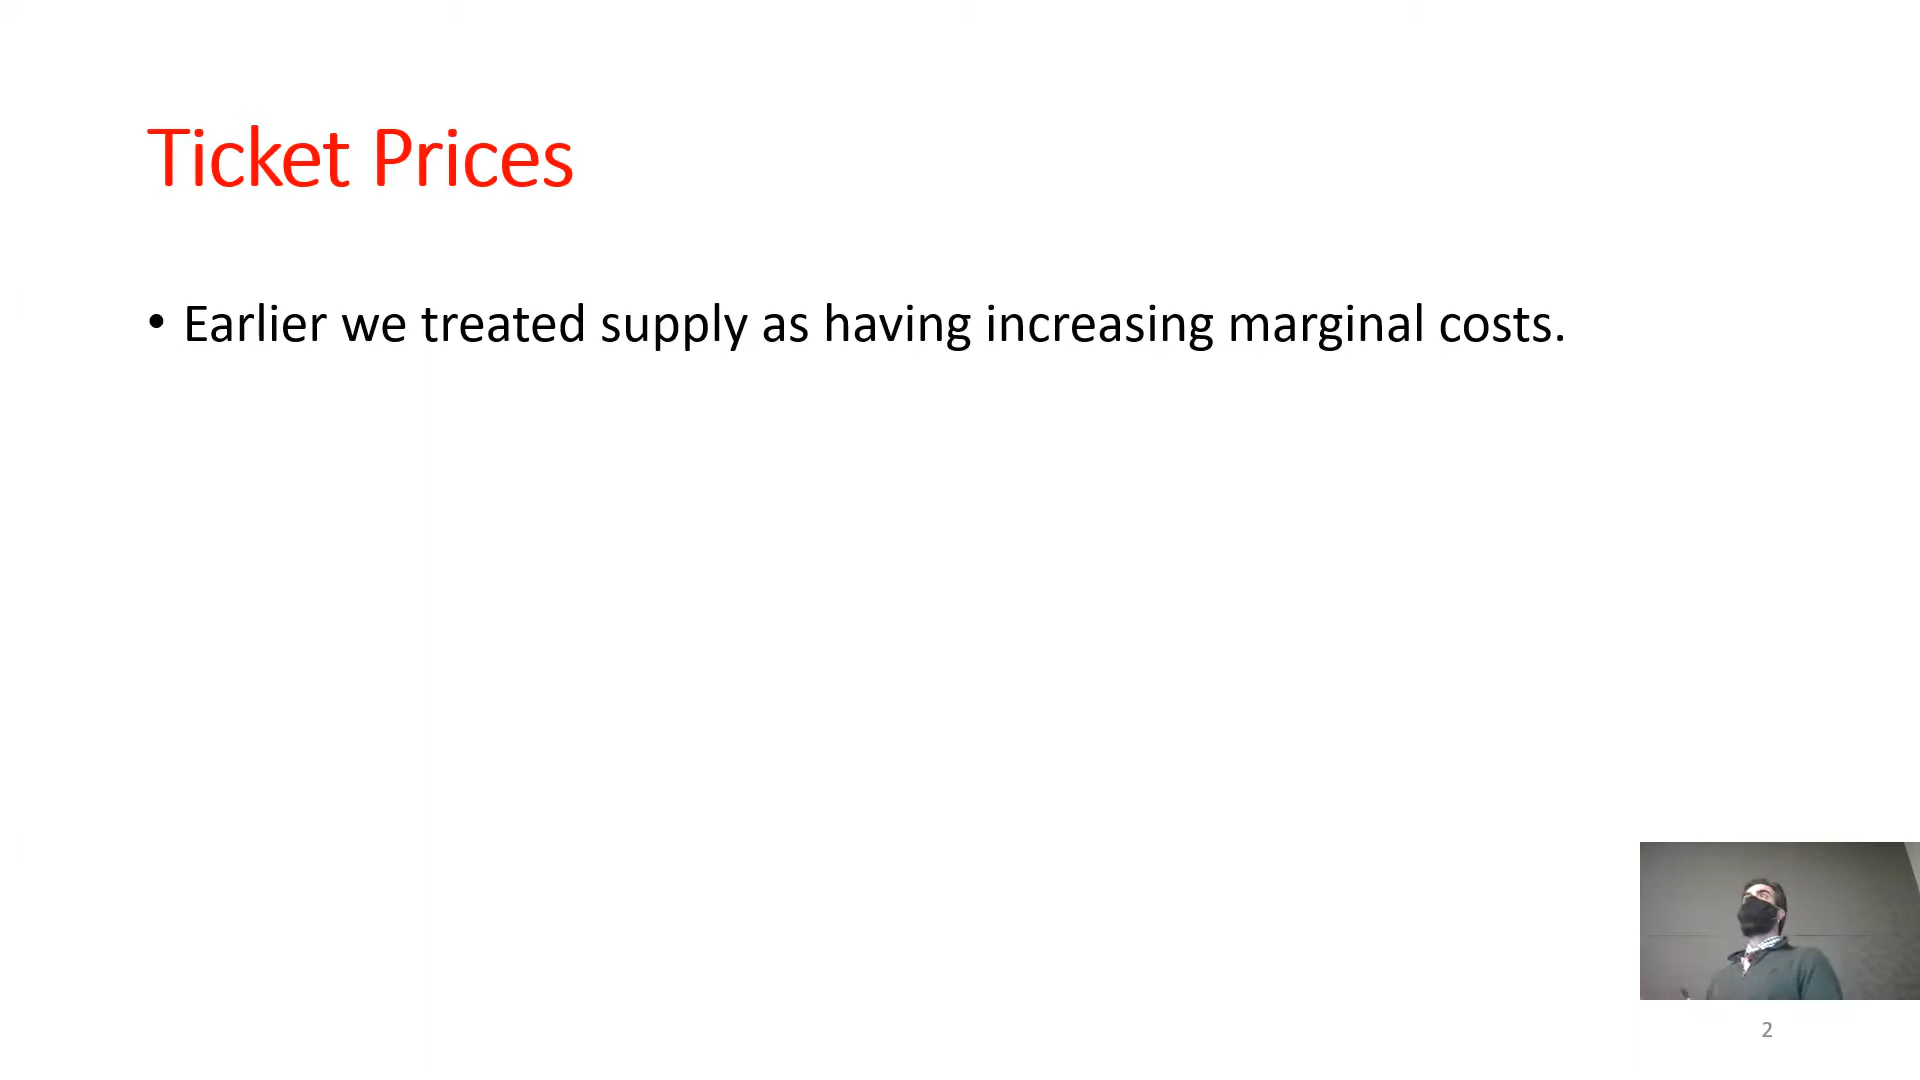 Ticket Prices
• Earlier we treated supply as having increasing marginal costs.
2